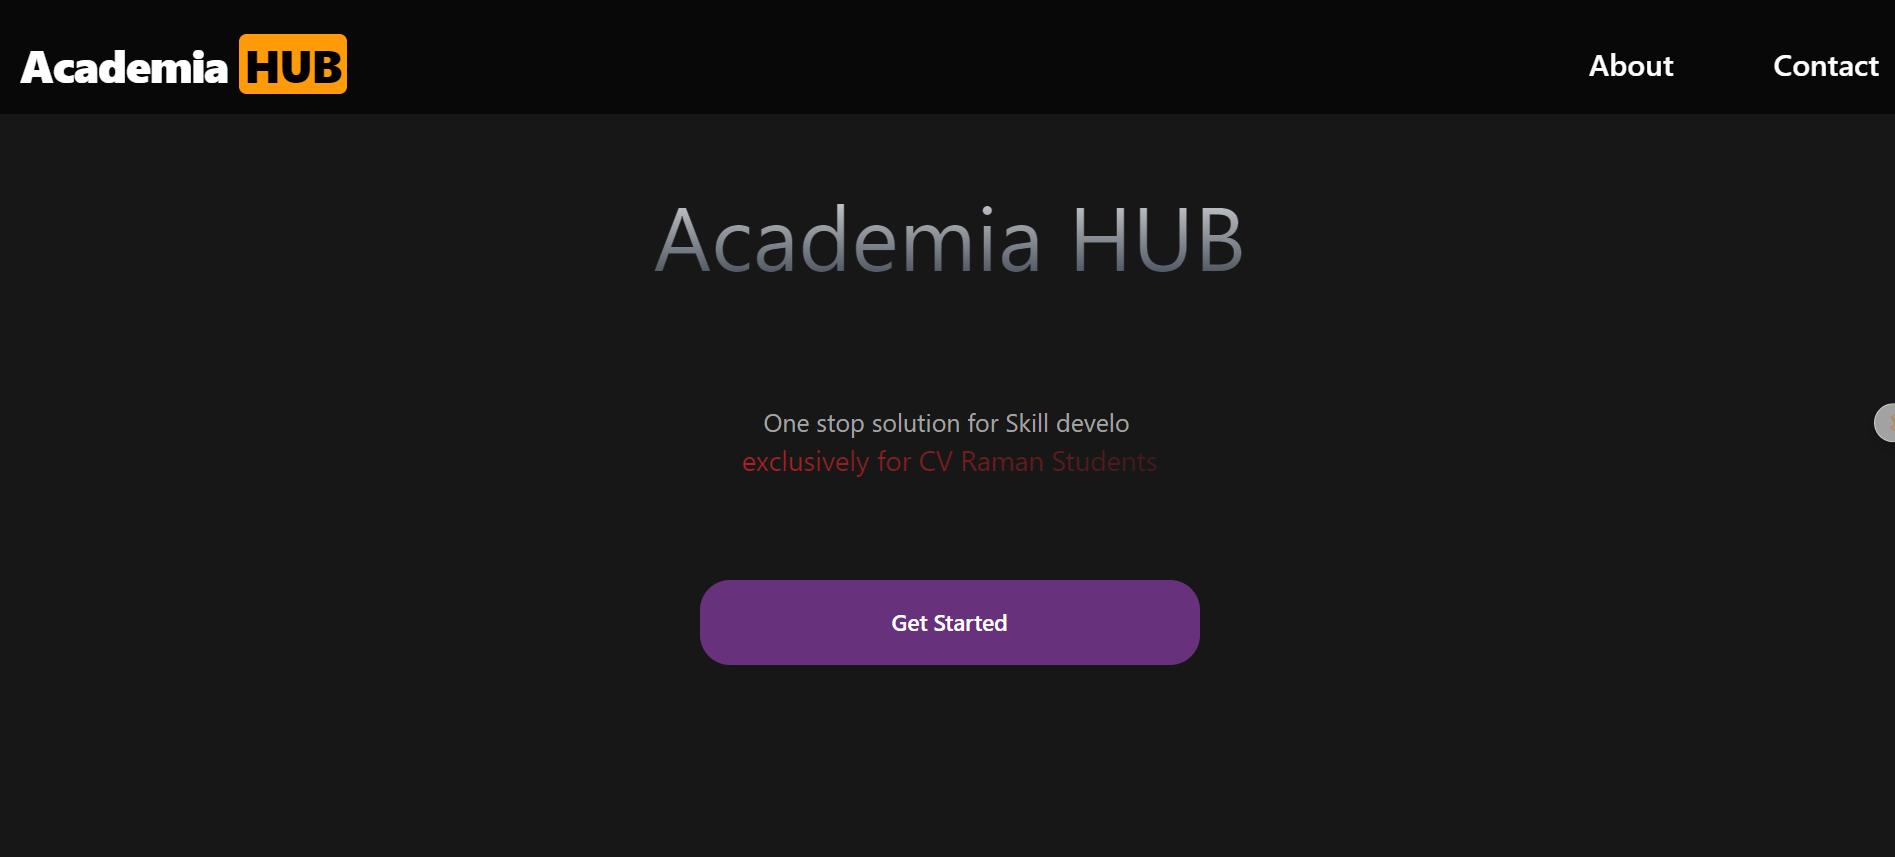 Academia HUB
About
Contact
Academia HUB
One stop solution for Skill develo
exclusively for CV Raman Students
Get Started